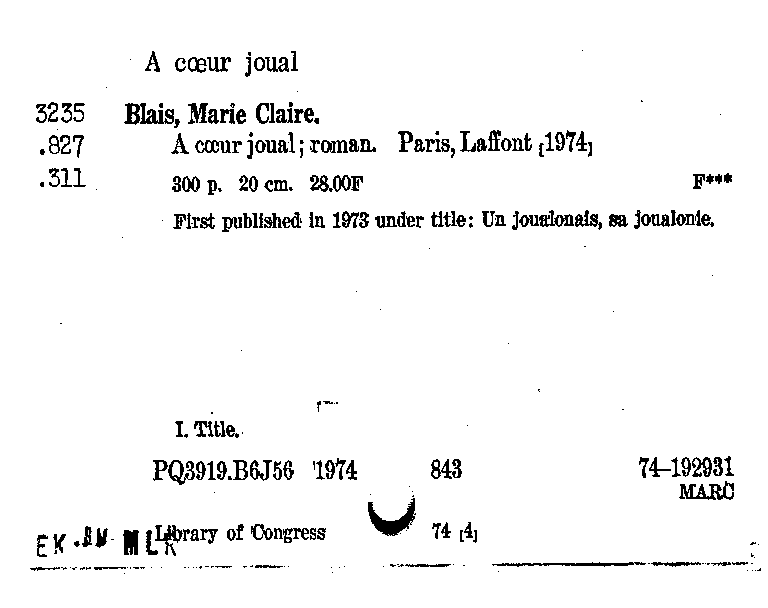 A cœur joual
3235 Blais, Marie Claire.
.827 A cœur joual; roman. Paris, Laffont [1974]
.311 300 p. 20 cm. 28.00F F***
First published in 1973 under title: Un joualonais, sa joualonie.
I. Title.
PQ3919.B6J56 1974 843 74–192931
MARC
Library of Congress 74 [4]
EK